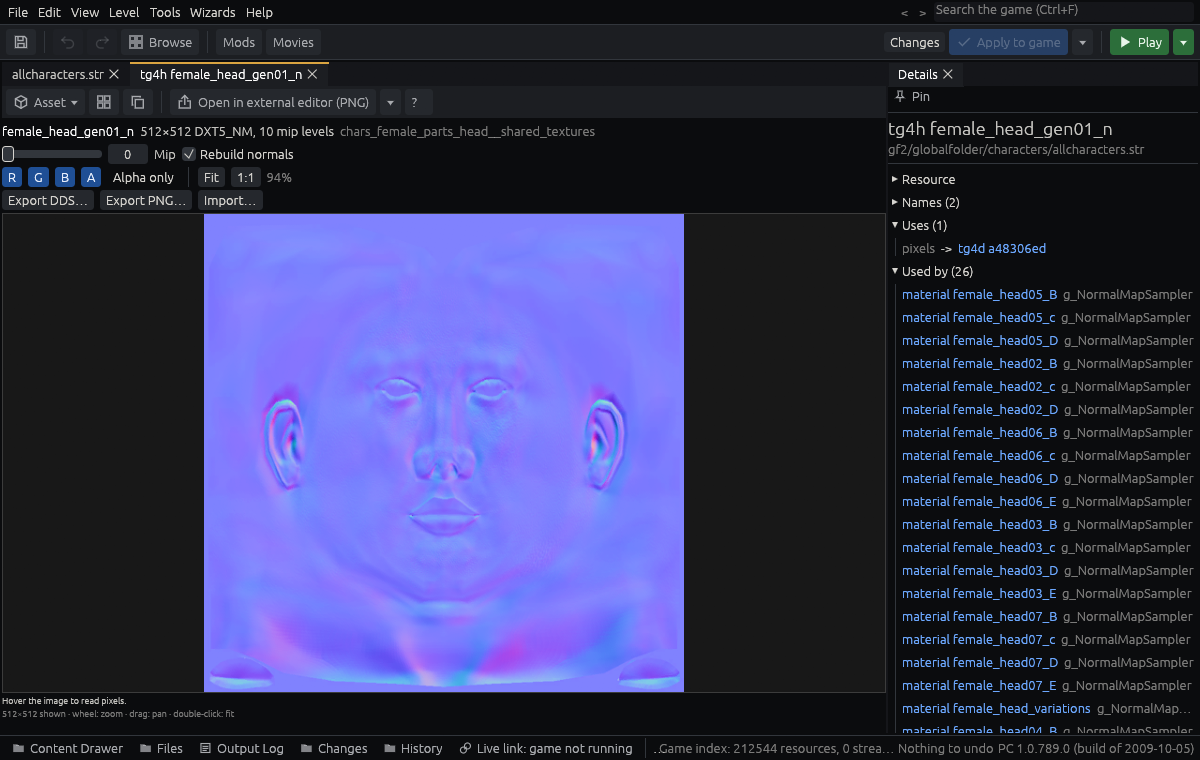 File Edit View Level Tools Wizards Help < > Search the game (Ctrl+F)
Browse Mods Movies Changes Apply to game Play
allcharacters.str tg4h female_head_gen01_n Details
Asset Open in external editor (PNG) ? Pin
female_head_gen01_n 512×512 DXT5_NM, 10 mip levels chars_female_parts_head__shared_textures
0 Mip Rebuild normals
R G B A Alpha only Fit 1:1 94%
Export DDS... Export PNG... Import...
Hover the image to read pixels.
512×512 shown · wheel: zoom · drag: pan · double-click: fit
tg4h female_head_gen01_n
gf2/globalfolder/characters/allcharacters.str
Resource
Names (2)
Uses (1)
pixels -> tg4d a48306ed
Used by (26)
material female_head05_B g_NormalMapSampler
material female_head05_c g_NormalMapSampler
material female_head05_D g_NormalMapSampler
material female_head02_B g_NormalMapSampler
material female_head02_c g_NormalMapSampler
material female_head02_D g_NormalMapSampler
material female_head06_B g_NormalMapSampler
material female_head06_c g_NormalMapSampler
material female_head06_D g_NormalMapSampler
material female_head06_E g_NormalMapSampler
material female_head03_B g_NormalMapSampler
material female_head03_c g_NormalMapSampler
material female_head03_D g_NormalMapSampler
material female_head03_E g_NormalMapSampler
material female_head07_B g_NormalMapSampler
material female_head07_c g_NormalMapSampler
material female_head07_D g_NormalMapSampler
material female_head07_E g_NormalMapSampler
material female_head_variations g_NormalMap...
material female_head04_B g_NormalMapSampler
Content Drawer Files Output Log Changes History Live link: game not running ...Game index: 212544 resources, 0 strea... Nothing to undo PC 1.0.789.0 (build of 2009-10-05)